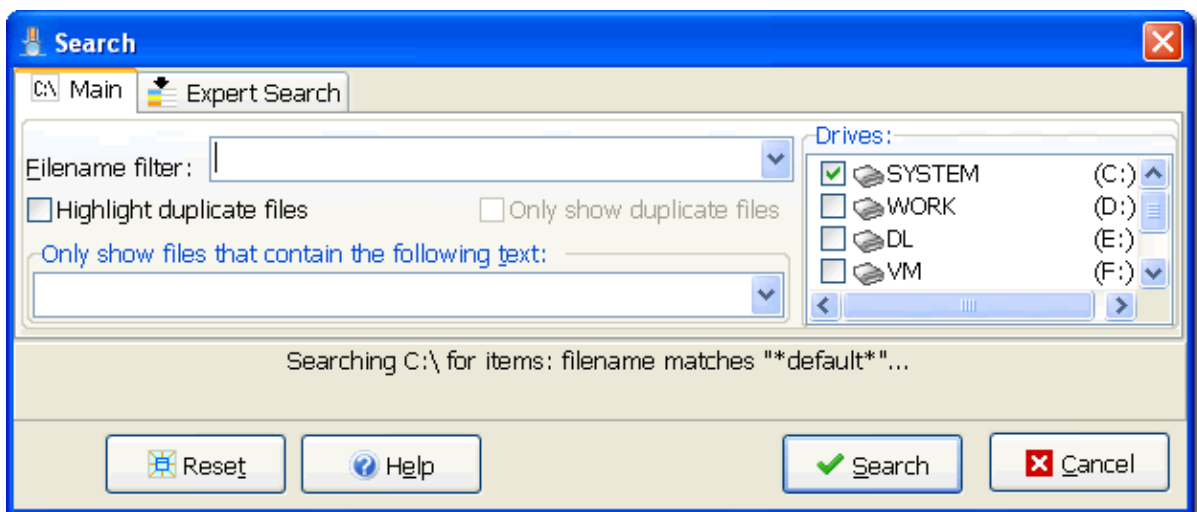 Search
C:\ Main Expert Search
Filename filter:
Highlight duplicate files Only show duplicate files
Only show files that contain the following text:
Drives:
SYSTEM (C:)
WORK (D:)
DL (E:)
VM (F:)
Searching C:\ for items: filename matches "*default*"...
Reset Help Search Cancel